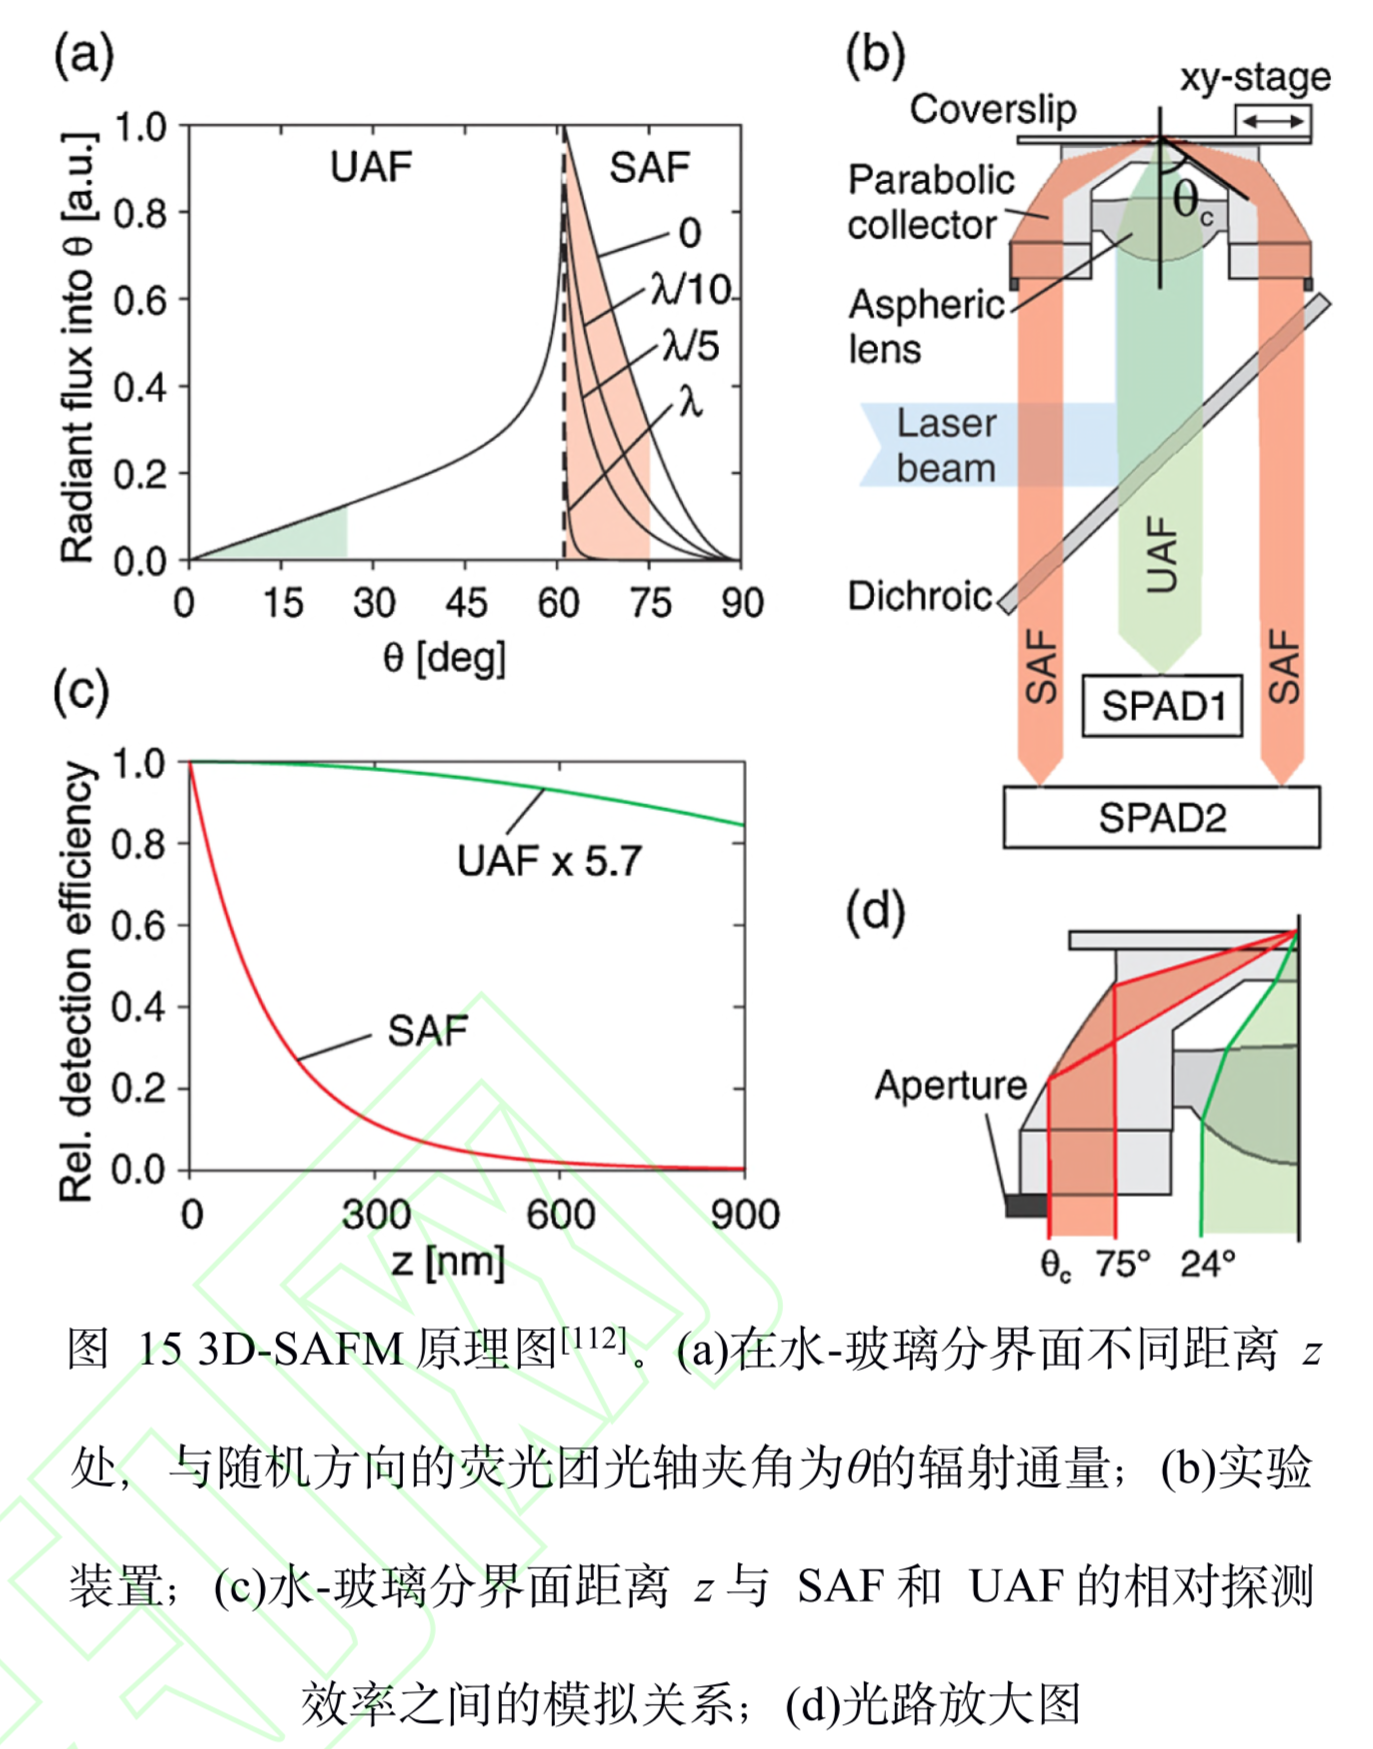 (a)
1.0
0.8
0.6
0.4
0.2
0.0
Radiant flux into θ [a.u.]
UAF
SAF
0
λ/10
λ/5
λ
0 15 30 45 60 75 90
θ [deg]
(b)
xy-stage
Coverslip
Parabolic
collector
θc
Aspheric
lens
Laser
beam
UAF
Dichroic
SAF
SAF
SPAD1
SPAD2
(c)
1.0
0.8
0.6
0.4
0.2
0.0
Rel. detection efficiency
UAF x 5.7
SAF
0 300 600 900
z [nm]
(d)
Aperture
θc 75° 24°
图 15 3D-SAFM 原理图[112]。(a)在水-玻璃分界面不同距离 z
处，与随机方向的荧光团光轴夹角为θ的辐射通量；(b)实验
装置；(c)水-玻璃分界面距离 z 与 SAF 和 UAF 的相对探测
效率之间的模拟关系；(d)光路放大图